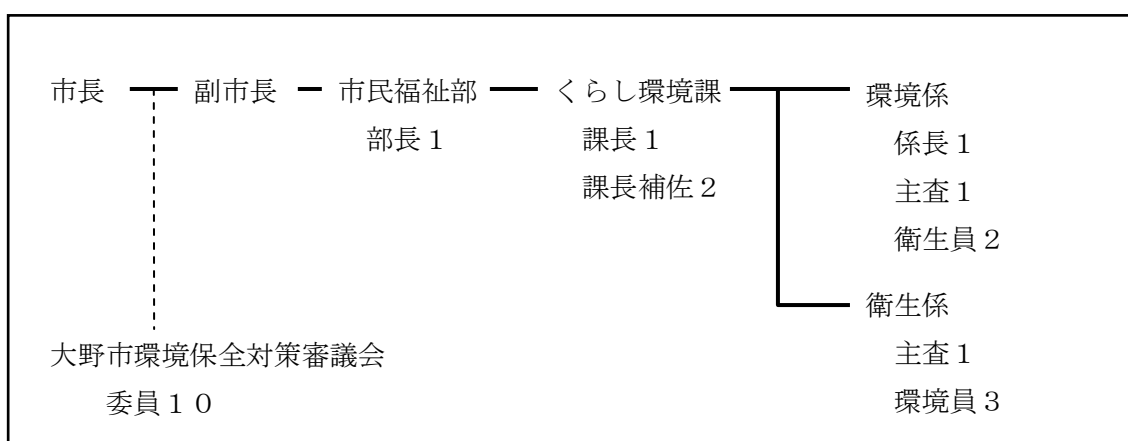 市長 副市長 市民福祉部 くらし環境課 環境係
部長1 課長1 係長1
課長補佐2 主査1
衛生員2
衛生係
大野市環境保全対策審議会 主査1
委員10 環境員3